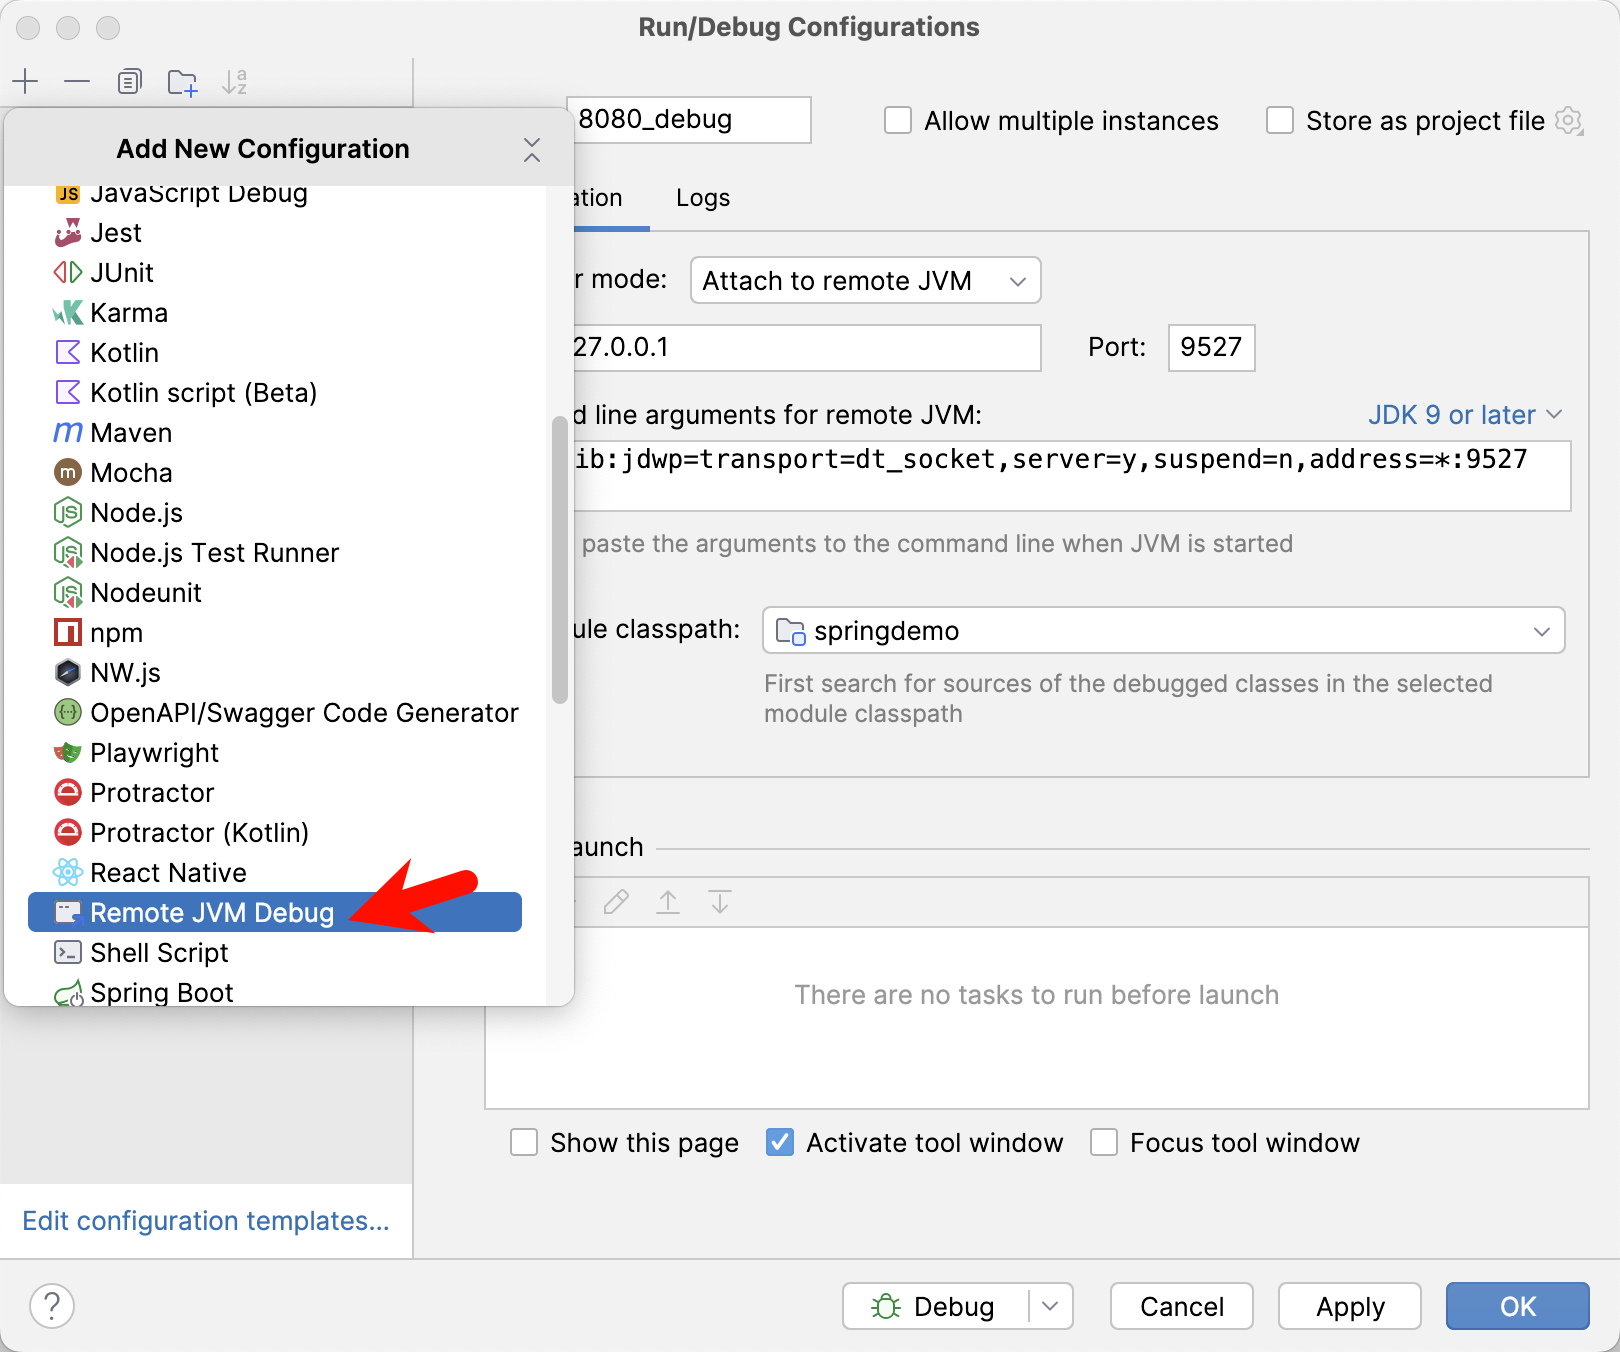 Run/Debug Configurations
8080_debug
Allow multiple instances
Store as project file
Add New Configuration
JavaScript Debug
Jest
JUnit
Karma
Kotlin
Kotlin script (Beta)
Maven
Mocha
Node.js
Node.js Test Runner
Nodeunit
npm
NW.js
OpenAPI/Swagger Code Generator
Playwright
Protractor
Protractor (Kotlin)
React Native
Remote JVM Debug
Shell Script
Spring Boot
ation
Logs
r mode:
Attach to remote JVM
27.0.0.1
Port:
9527
d line arguments for remote JVM:
JDK 9 or later
ib:jdwp=transport=dt_socket,server=y,suspend=n,address=*:9527
paste the arguments to the command line when JVM is started
ule classpath:
springdemo
First search for sources of the debugged classes in the selected
module classpath
aunch
There are no tasks to run before launch
Show this page
Activate tool window
Focus tool window
Edit configuration templates...
?
Debug
Cancel
Apply
OK